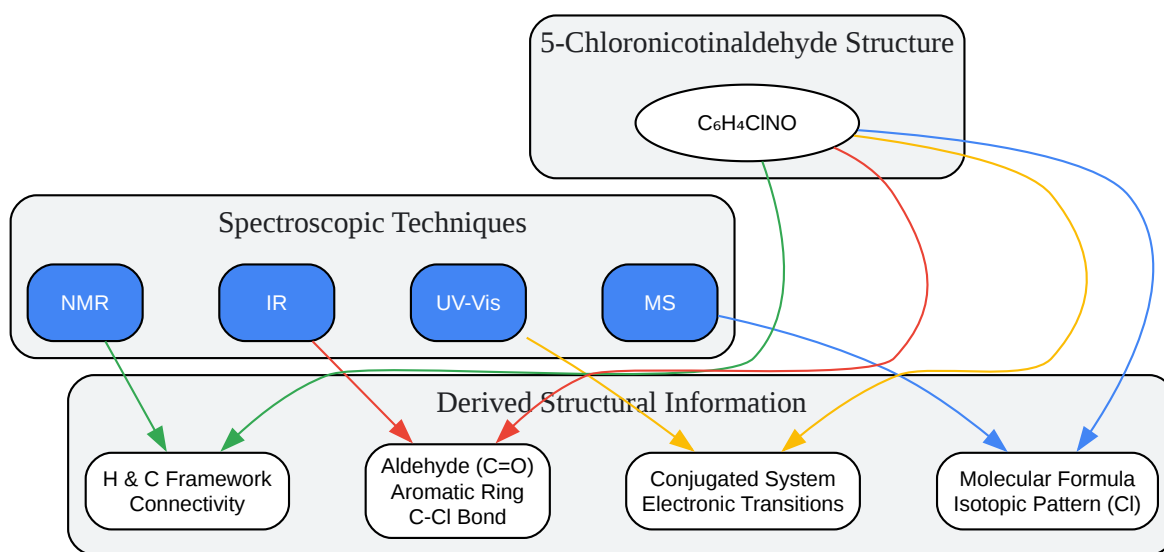 5-Chloronicotinaldehyde Structure
C₆H₄ClNO
Spectroscopic Techniques
NMR
IR
UV-Vis
MS
Derived Structural Information
H & C Framework
Connectivity
Aldehyde (C=O)
Aromatic Ring
C-Cl Bond
Conjugated System
Electronic Transitions
Molecular Formula
Isotopic Pattern (Cl)